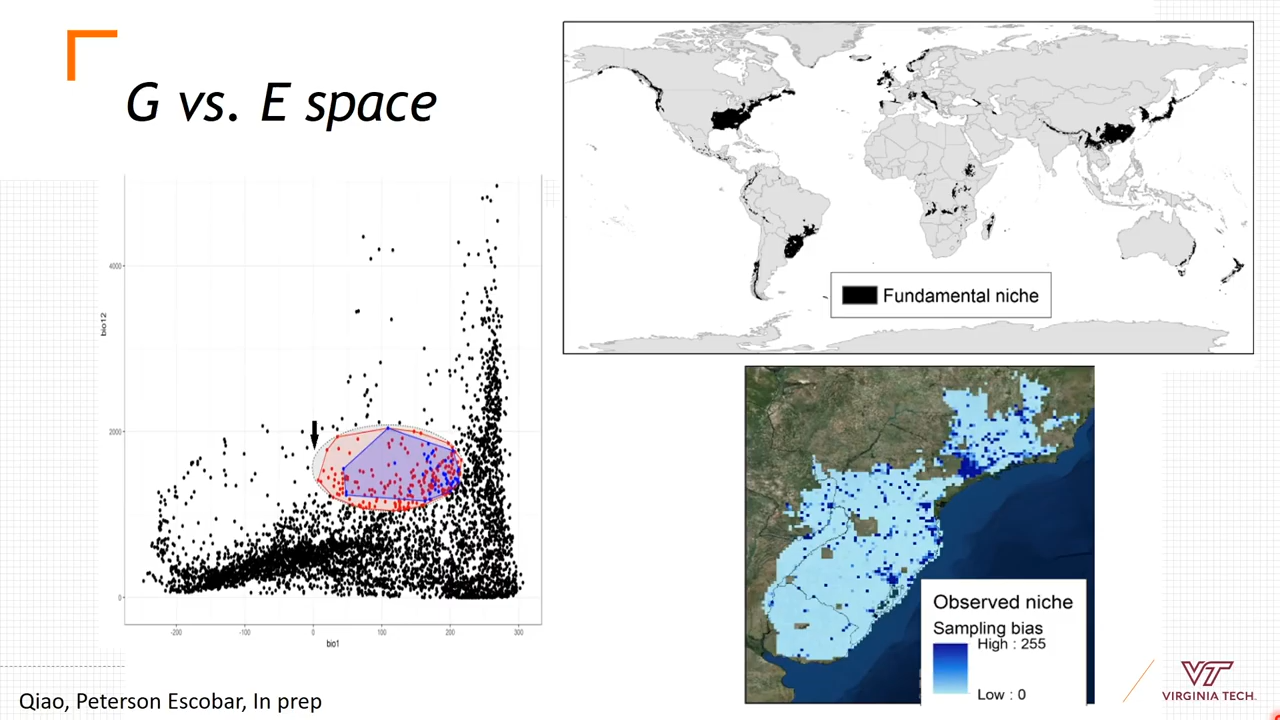 G vs. E space
Fundamental niche
4000
2000
0
bio12
-200
-100
0
100
200
300
bio1
Observed niche
Sampling bias
High : 255
Low : 0
Qiao, Peterson Escobar, In prep
VT
VIRGINIA TECH.